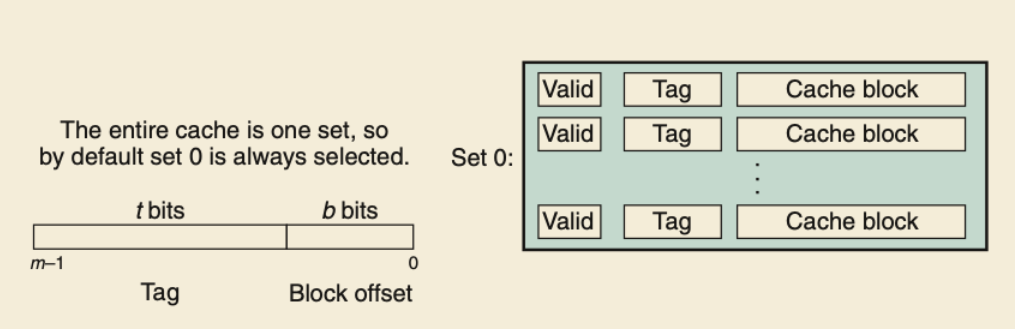 The entire cache is one set, so
by default set 0 is always selected.
t bits b bits
m–1 0
Tag Block offset
Set 0:
Valid Tag Cache block
Valid Tag Cache block
⋮
Valid Tag Cache block